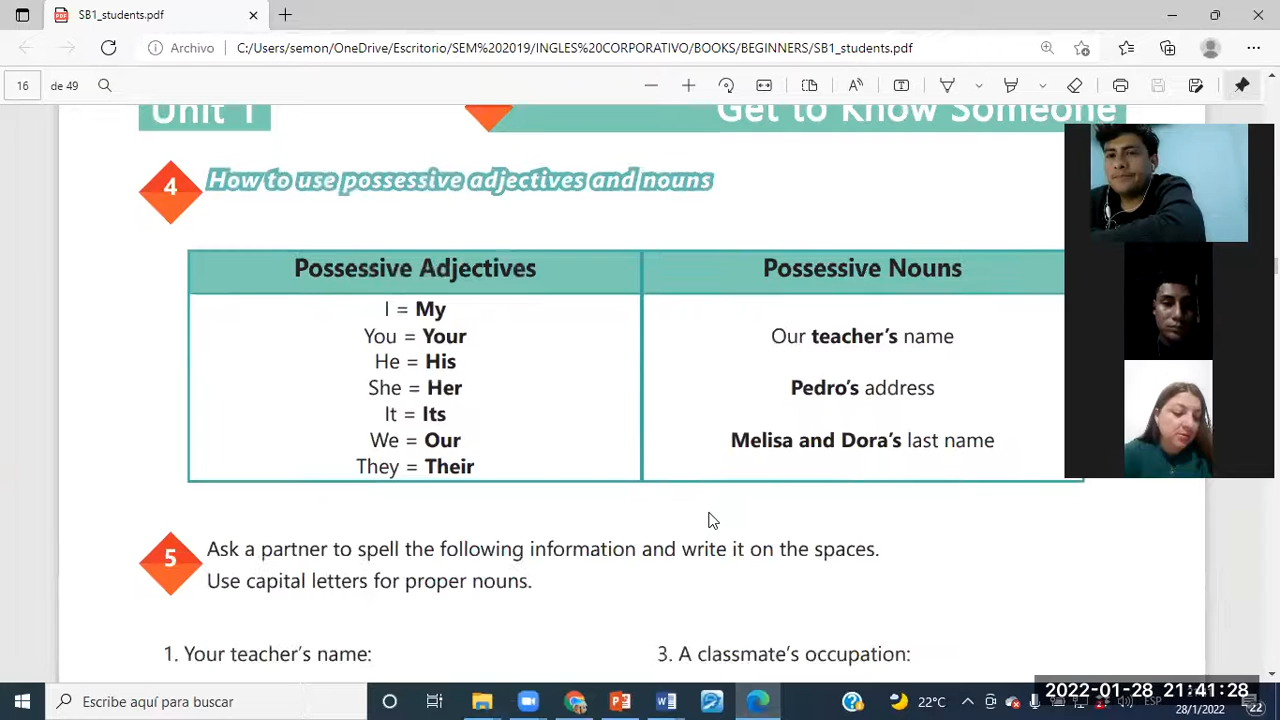 SB1_students.pdf
Archivo
C:/Users/semon/OneDrive/Escritorio/SEM%202019/INGLES%20CORPORATIVO/BOOKS/BEGINNERS/SB1_students.pdf
16 de 49
Unit 1
Get to Know Someone
4 How to use possessive adjectives and nouns
Possessive Adjectives
I = My
You = Your
He = His
She = Her
It = Its
We = Our
They = Their
Possessive Nouns
Our teacher's name
Pedro's address
Melisa and Dora's last name
5 Ask a partner to spell the following information and write it on the spaces.
Use capital letters for proper nouns.
1. Your teacher's name:
3. A classmate's occupation:
Escribe aquí para buscar
22°C
ESP
2022-01-28 21:41:28
28/1/2022
22